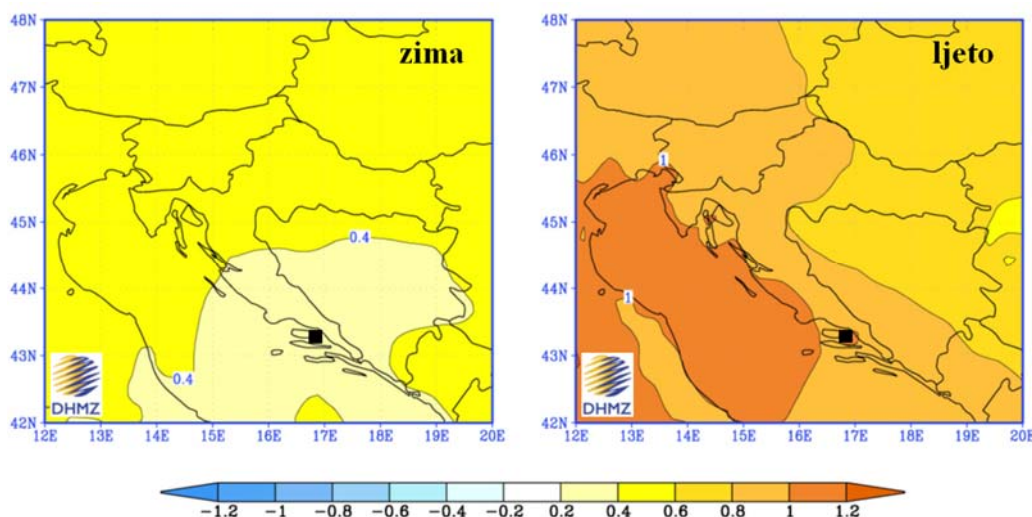 zima
48N
47N
46N
45N
44N
43N
42N
0.4
0.4
DHMZ
12E 13E 14E 15E 16E 17E 18E 19E 20E
ljeto
48N
47N
46N
45N
44N
43N
42N
1
1
DHMZ
12E 13E 14E 15E 16E 17E 18E 19E 20E
-1.2 -1 -0.8 -0.6 -0.4 -0.2 0 0.2 0.4 0.6 0.8 1 1.2